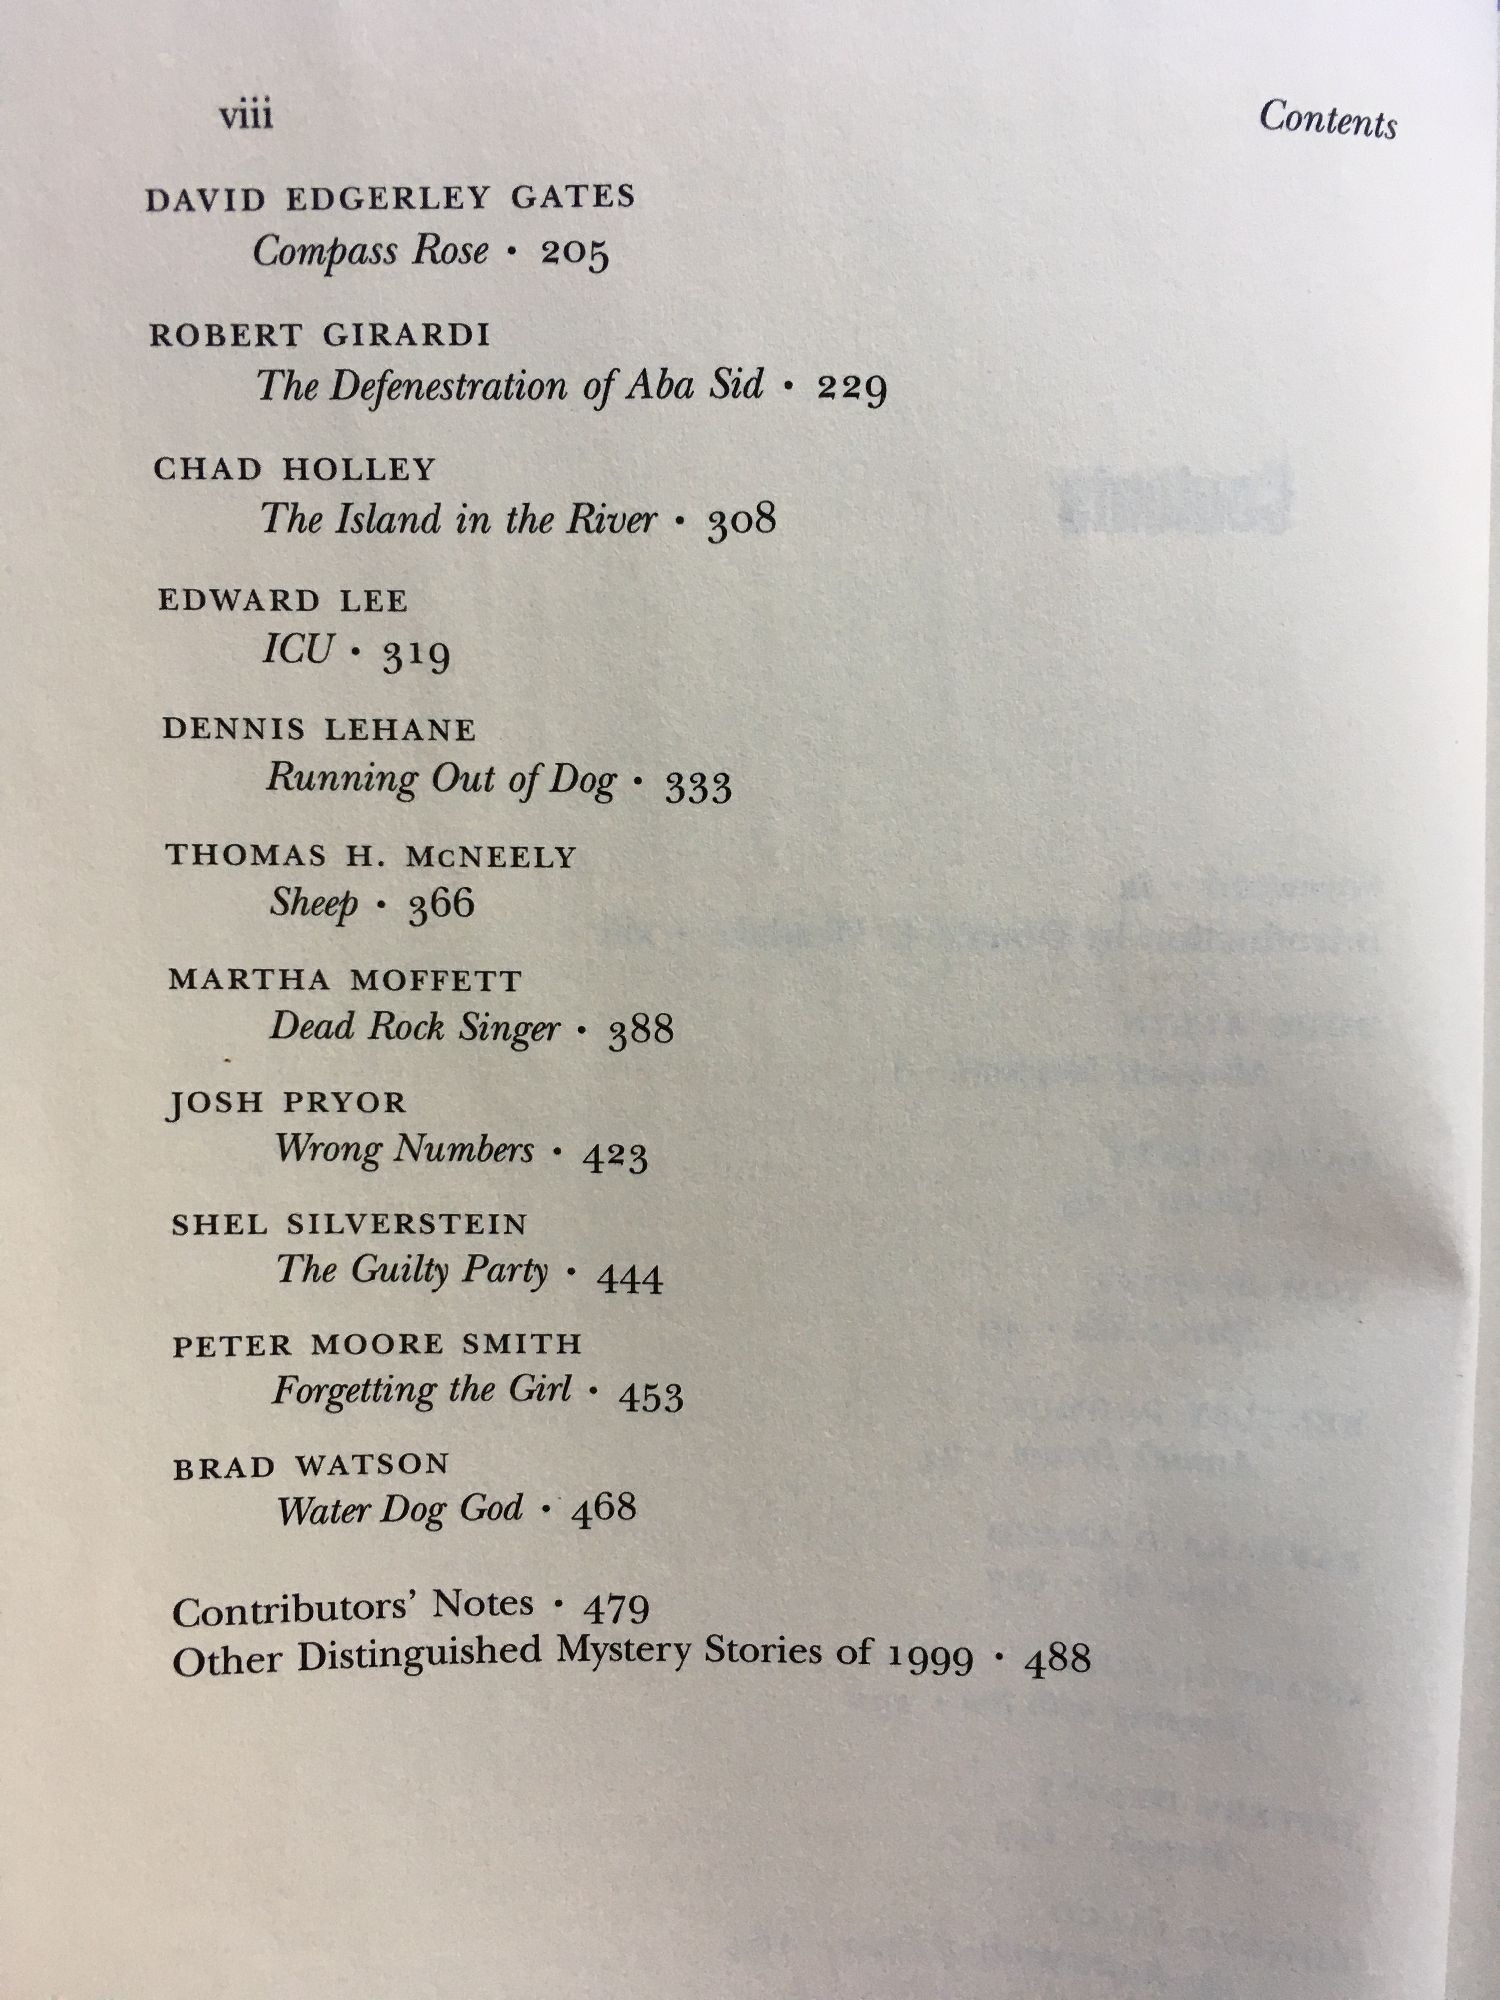 viii Contents
DAVID EDGERLEY GATES
Compass Rose · 205
ROBERT GIRARDI
The Defenestration of Aba Sid · 229
CHAD HOLLEY
The Island in the River · 308
EDWARD LEE
ICU · 319
DENNIS LEHANE
Running Out of Dog · 333
THOMAS H. McNEELY
Sheep · 366
MARTHA MOFFETT
Dead Rock Singer · 388
JOSH PRYOR
Wrong Numbers · 423
SHEL SILVERSTEIN
The Guilty Party · 444
PETER MOORE SMITH
Forgetting the Girl · 453
BRAD WATSON
Water Dog God · 468
Contributors’ Notes · 479
Other Distinguished Mystery Stories of 1999 · 488